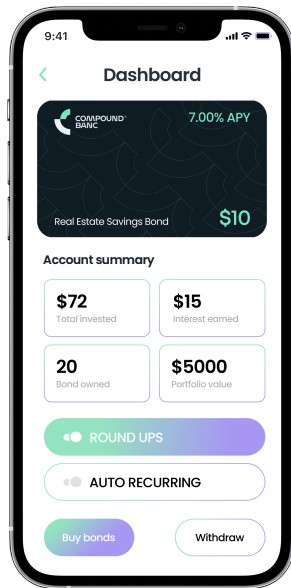 9:41
Dashboard
COMPOUND®
BANC
7.00% APY
Real Estate Savings Bond
$10
Account summary
$72
Total invested
$15
Interest earned
20
Bond owned
$5000
Portfolio value
ROUND UPS
AUTO RECURRING
Buy bonds
Withdraw